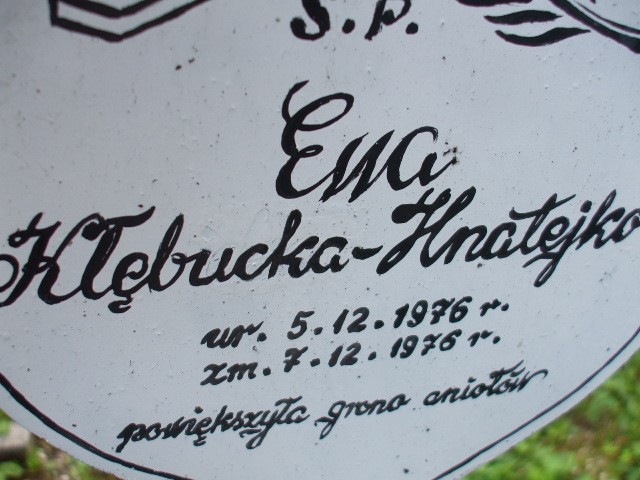 Ś.P.
Ewa
Kłębucka-Hnatejko
ur. 5.12.1976 r.
zm. 7.12.1976 r.
powiększyła grono aniołów